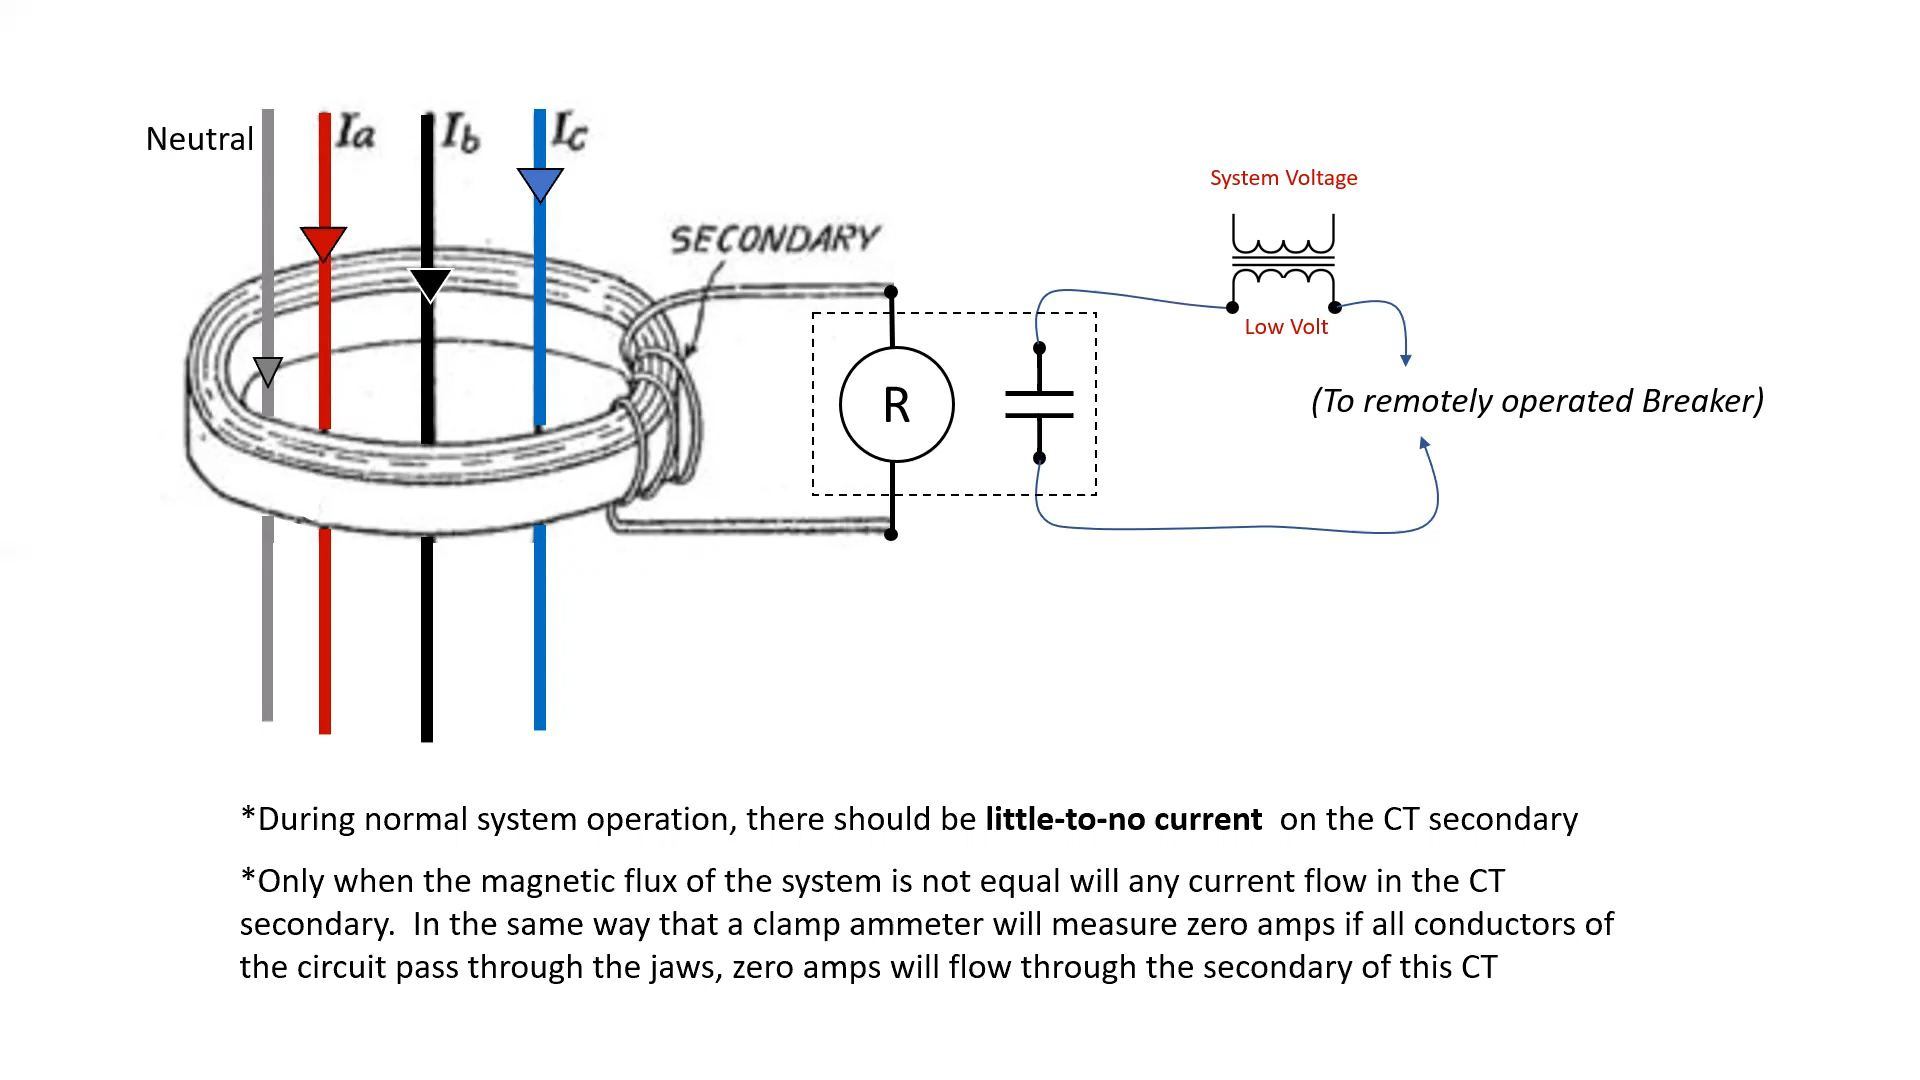 Neutral
Ia
Ib
Ic
System Voltage
SECONDARY
Low Volt
R
(To remotely operated Breaker)
*During normal system operation, there should be little-to-no current on the CT secondary
*Only when the magnetic flux of the system is not equal will any current flow in the CT
secondary. In the same way that a clamp ammeter will measure zero amps if all conductors of
the circuit pass through the jaws, zero amps will flow through the secondary of this CT